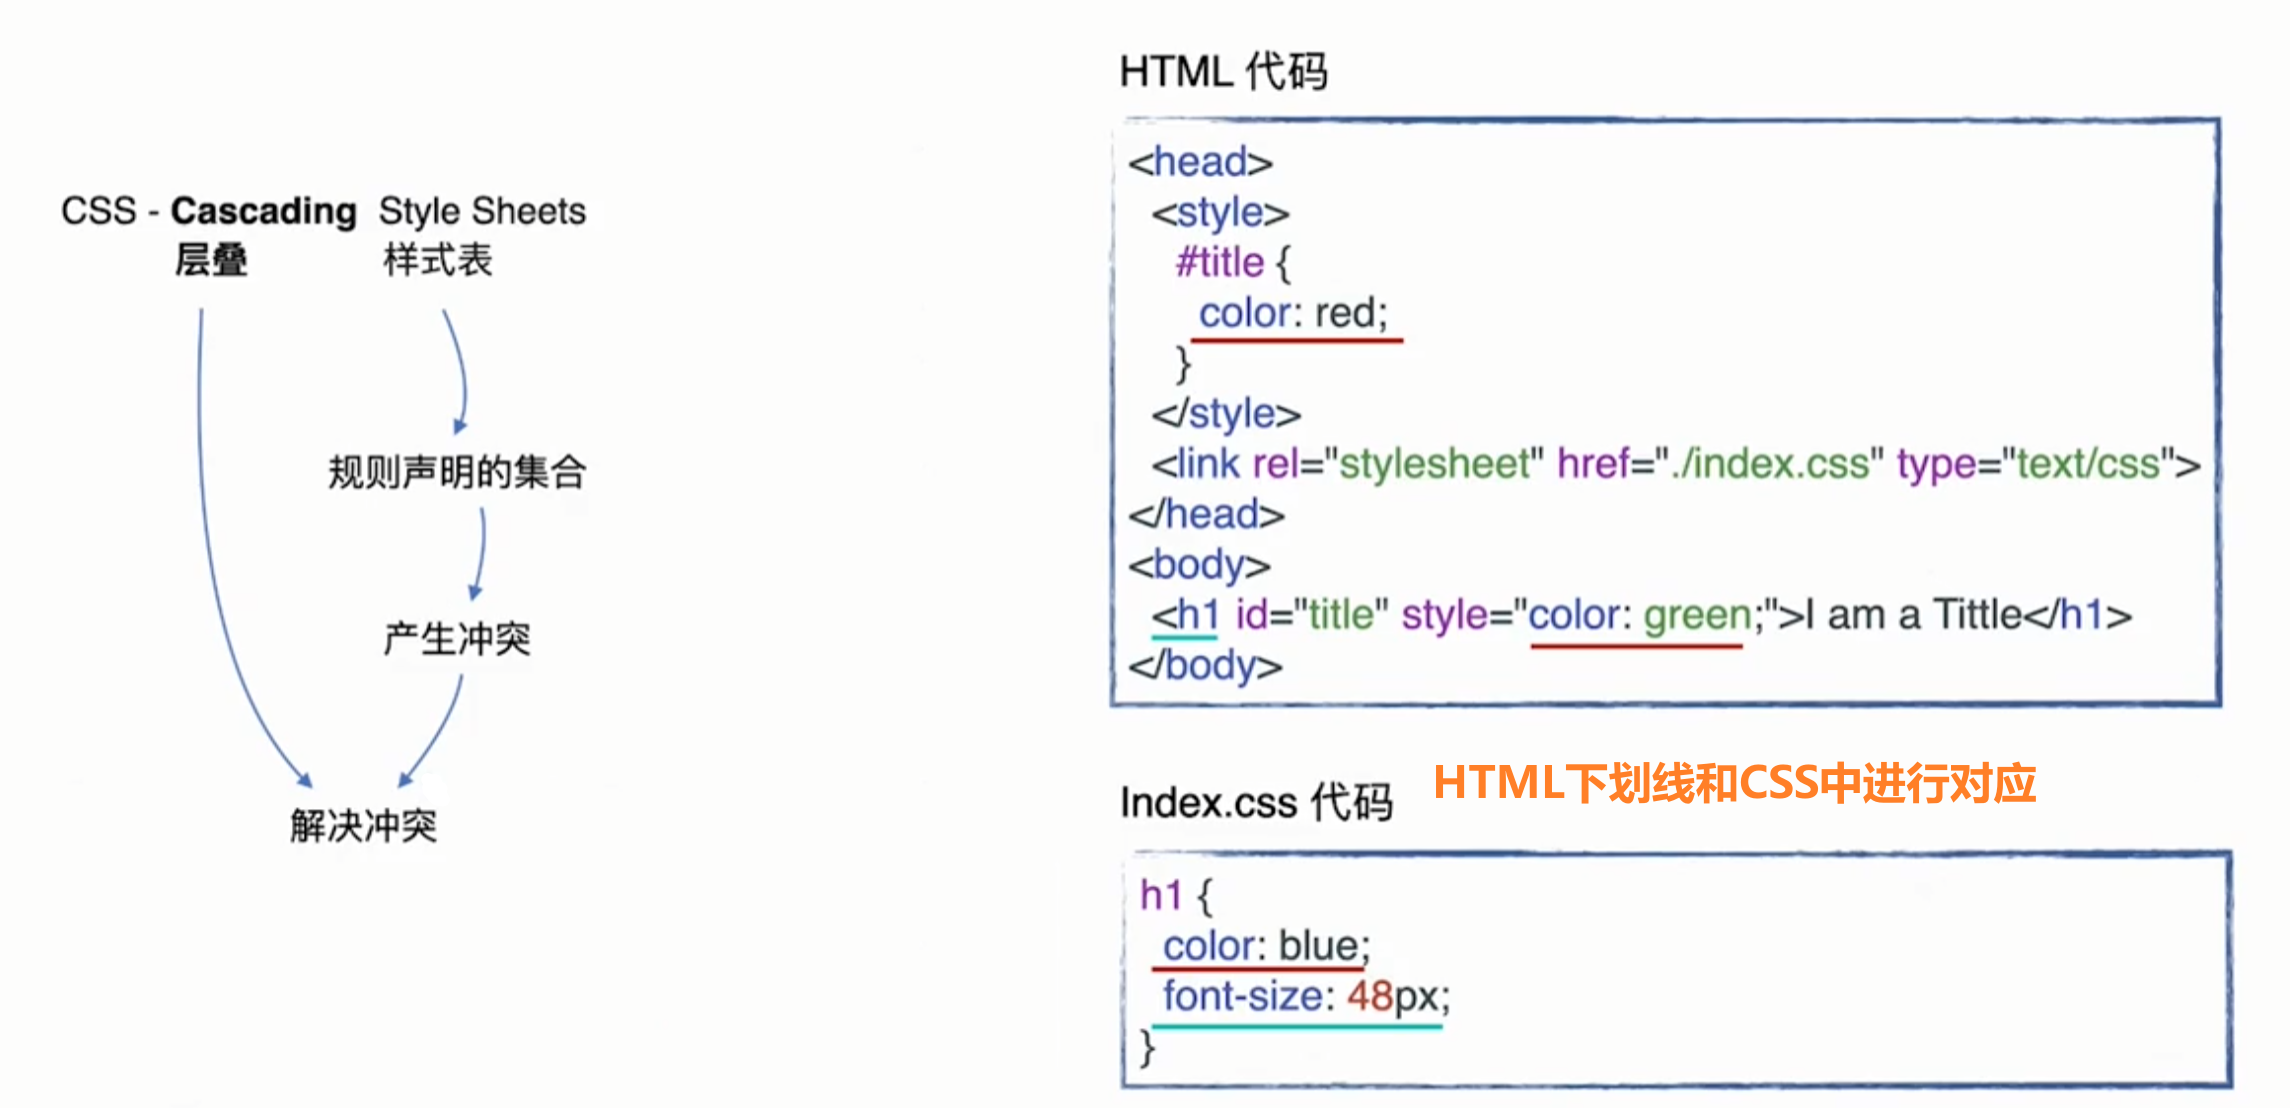 CSS - Cascading Style Sheets
层叠 样式表
规则声明的集合
产生冲突
解决冲突
HTML 代码
<head>
<style>
#title {
color: red;
}
</style>
<link rel="stylesheet" href="./index.css" type="text/css">
</head>
<body>
<h1 id="title" style="color: green;">I am a Tittle</h1>
</body>
HTML下划线和CSS中进行对应
Index.css 代码
h1 {
color: blue;
font-size: 48px;
}